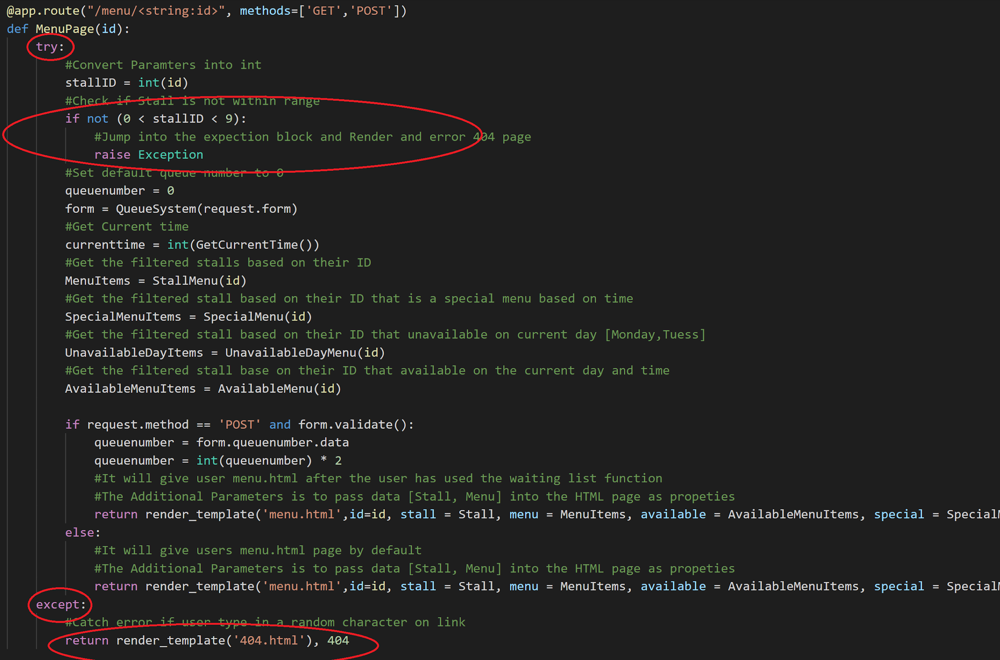 @app.route("/menu/<string:id>", methods=['GET','POST'])
def MenuPage(id):
    try:
        #Convert Paramters into int
        stallID = int(id)
        #Check if Stall is not within range
        if not (0 < stallID < 9):
            #Jump into the expection block and Render and error 404 page
            raise Exception
        #Set default queue number to 0
        queuenumber = 0
        form = QueueSystem(request.form)
        #Get Current time
        currenttime = int(GetCurrentTime())
        #Get the filtered stalls based on their ID
        MenuItems = StallMenu(id)
        #Get the filtered stall based on their ID that is a special menu based on time
        SpecialMenuItems = SpecialMenu(id)
        #Get the filtered stall based on their ID that unavailable on current day [Monday,Tuess]
        UnavailableDayItems = UnavailableDayMenu(id)
        #Get the filtered stall base on their ID that available on the current day and time
        AvailableMenuItems = AvailableMenu(id)

        if request.method == 'POST' and form.validate():
            queuenumber = form.queuenumber.data
            queuenumber = int(queuenumber) * 2
            #It will give user menu.html after the user has used the waiting list function
            #The Additional Parameters is to pass data [Stall, Menu] into the HTML page as propeties
            return render_template('menu.html',id=id, stall = Stall, menu = MenuItems, available = AvailableMenuItems, special = Special
        else:
            #It will give users menu.html page by default
            #The Additional Parameters is to pass data [Stall, Menu] into the HTML page as propeties
            return render_template('menu.html',id=id, stall = Stall, menu = MenuItems, available = AvailableMenuItems, special = Special
    except:
        #Catch error if user type in a random character on link
        return render_template('404.html'), 404